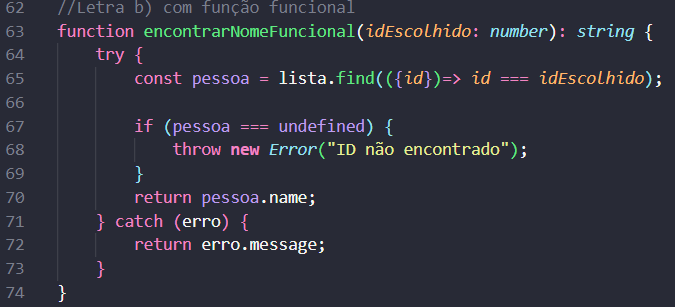 62 //Letra b) com função funcional
63 function encontrarNomeFuncional(idEscolhido: number): string {
64     try {
65         const pessoa = lista.find(({id})=> id === idEscolhido);
66
67         if (pessoa === undefined) {
68             throw new Error("ID não encontrado");
69         }
70         return pessoa.name;
71     } catch (erro) {
72         return erro.message;
73     }
74 }